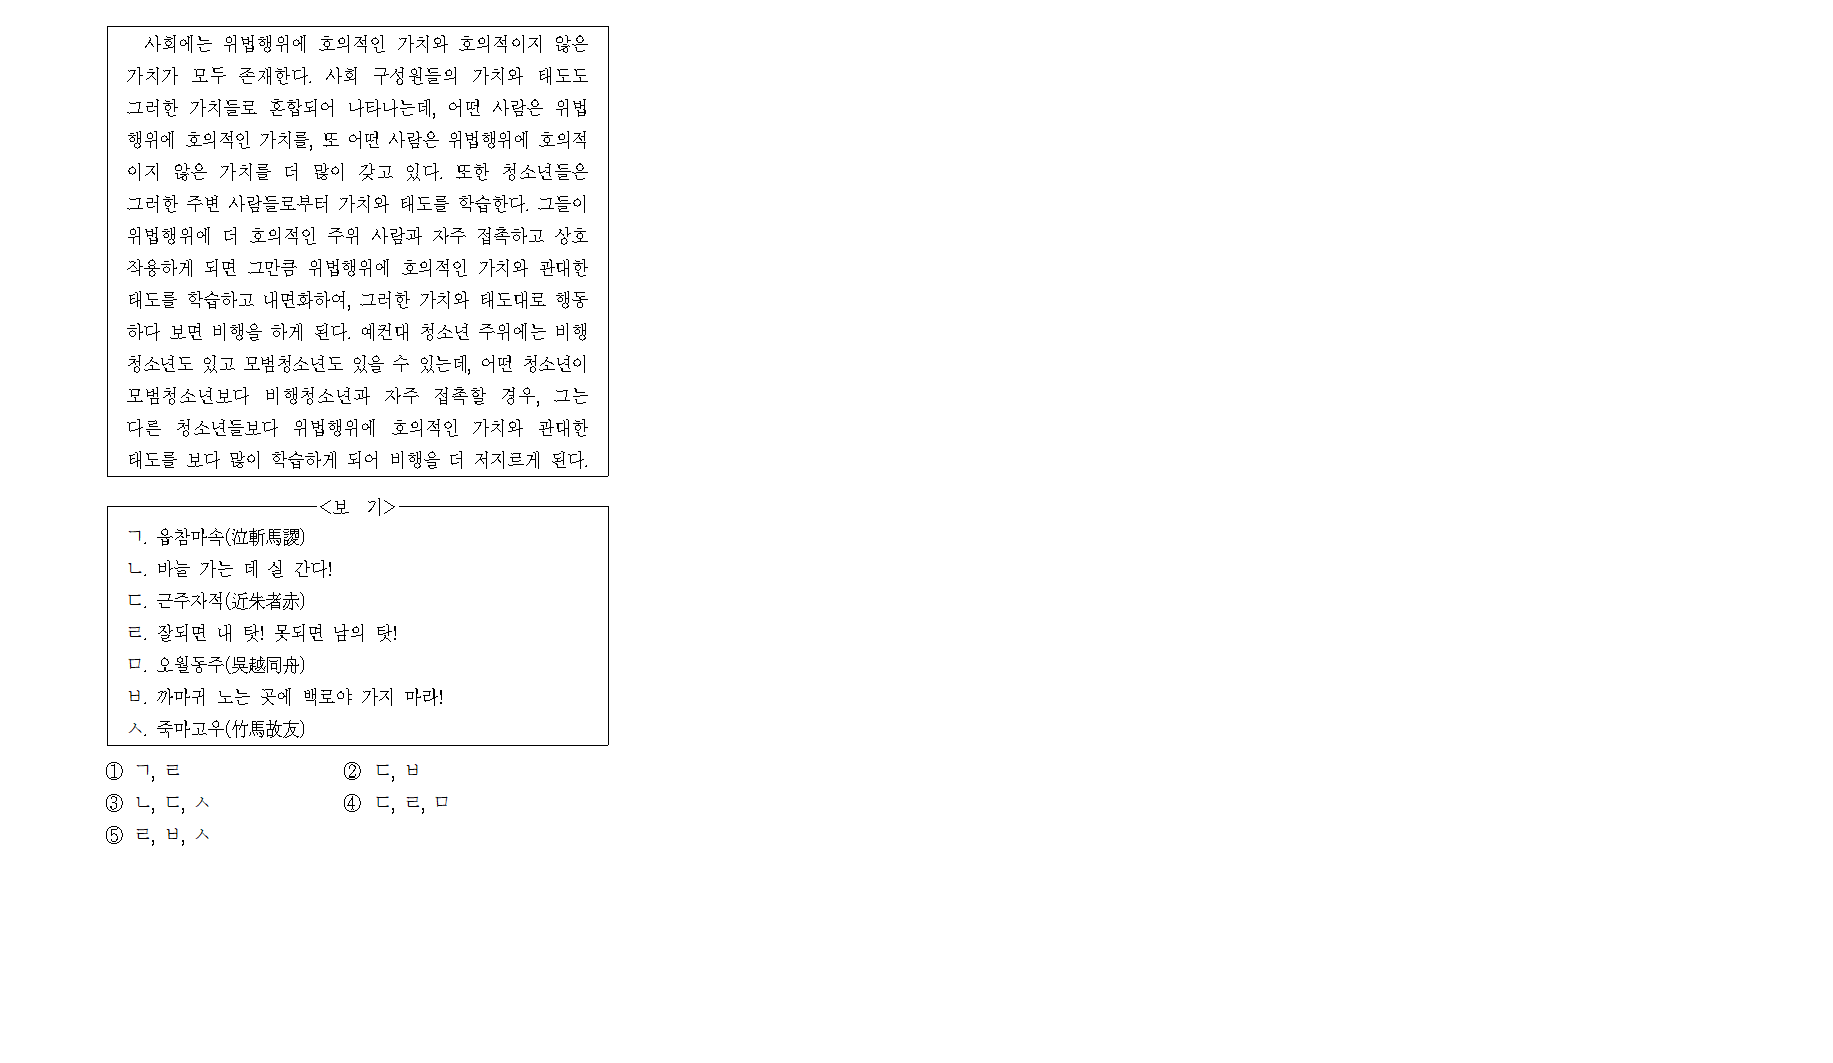 사회에는 위법행위에 호의적인 가치와 호의적이지 않은
가치가 모두 존재한다. 사회 구성원들의 가치와 태도도
그러한 가치들로 혼합되어 나타나는데, 어떤 사람은 위법
행위에 호의적인 가치를, 또 어떤 사람은 위법행위에 호의적
이지 않은 가치를 더 많이 갖고 있다. 또한 청소년들은
그러한 주변 사람들로부터 가치와 태도를 학습한다. 그들이
위법행위에 더 호의적인 주위 사람과 자주 접촉하고 상호
작용하게 되면 그만큼 위법행위에 호의적인 가치와 관대한
태도를 학습하고 내면화하여, 그러한 가치와 태도대로 행동
하다 보면 비행을 하게 된다. 예컨대 청소년 주위에는 비행
청소년도 있고 모범청소년도 있을 수 있는데, 어떤 청소년이
모범청소년보다 비행청소년과 자주 접촉할 경우, 그는
다른 청소년들보다 위법행위에 호의적인 가치와 관대한
태도를 보다 많이 학습하게 되어 비행을 더 저지르게 된다.
<보 기>
ㄱ. 읍참마속(泣斬馬謖)
ㄴ. 바늘 가는 데 실 간다!
ㄷ. 근주자적(近朱者赤)
ㄹ. 잘되면 내 탓! 못되면 남의 탓!
ㅁ. 오월동주(吳越同舟)
ㅂ. 까마귀 노는 곳에 백로야 가지 마라!
ㅅ. 죽마고우(竹馬故友)
① ㄱ, ㄹ ② ㄷ, ㅂ
③ ㄴ, ㄷ, ㅅ ④ ㄷ, ㄹ, ㅁ
⑤ ㄹ, ㅂ, ㅅ